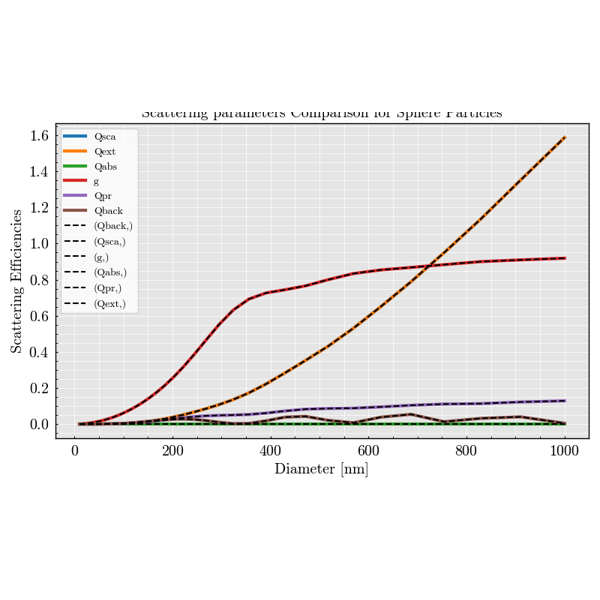 Scattering parameters Comparison for Sphere Particles
Qsca
Qext
Qabs
g
Qpr
Qback
(Qback,)
(Qsca,)
(g,)
(Qabs,)
(Qpr,)
(Qext,)
Scattering Efficiencies
1.6
1.4
1.2
1.0
0.8
0.6
0.4
0.2
0.0
0 200 400 600 800 1000
Diameter [nm]